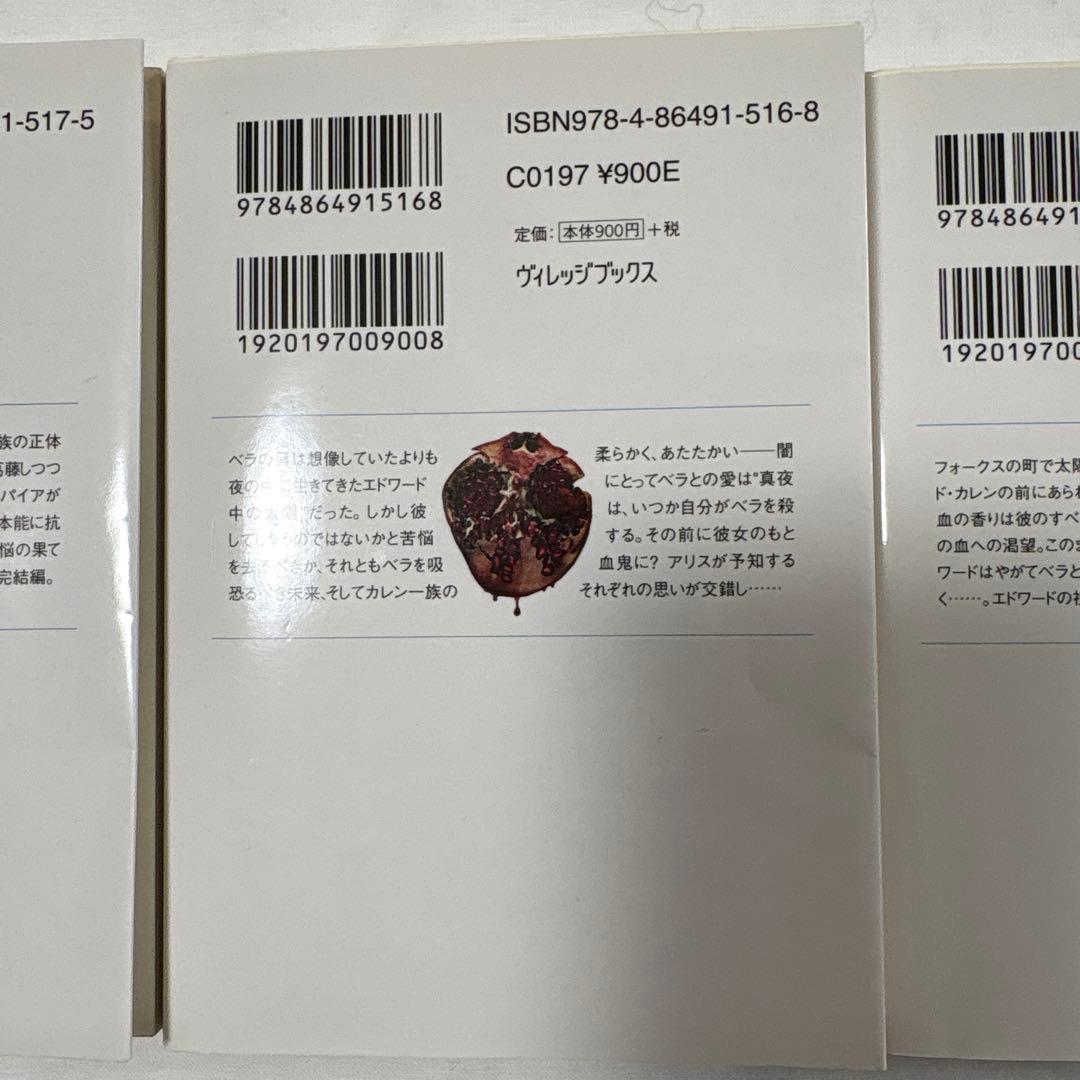 1-517-5
族の正体
葛藤しつつ
パイアが
本能に抗
悩の果て
完結編。
ISBN978-4-86491-516-8
C0197 ¥900E
9784864915168
定価: 本体900円 +税
ヴィレッジブックス
1920197009008
ベラの は想像していたよりも 柔らかく、あたたかい――闇
夜の中 生きてきたエドワード にとってベラとの愛は“真夜
中の太 ”だった。しかし彼 は、いつか自分がベラを殺
して うのではないかと苦悩 する。その前に彼女のもと
を去るべきか、それともベラを吸 血鬼に? アリスが予知する
恐る き未来、そしてカレン一族の それぞれの思いが交錯し……
978486491
192019700
フォークスの町で太陽
ド・カレンの前にあらわ
血の香りは彼のすべ
の血への渇望。この
ワードはやがてベラと
く……。エドワードの